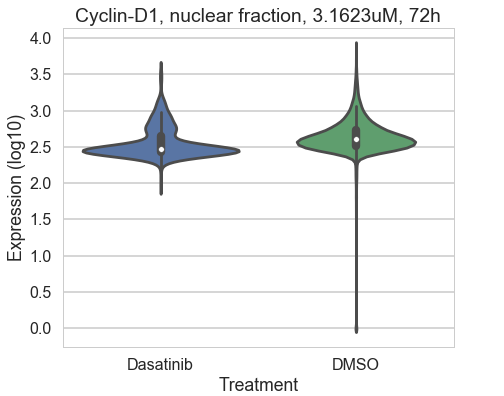 Cyclin-D1, nuclear fraction, 3.1623uM, 72h
4.0
3.5
3.0
2.5
2.0
1.5
1.0
0.5
0.0
Expression (log10)
Dasatinib
DMSO
Treatment